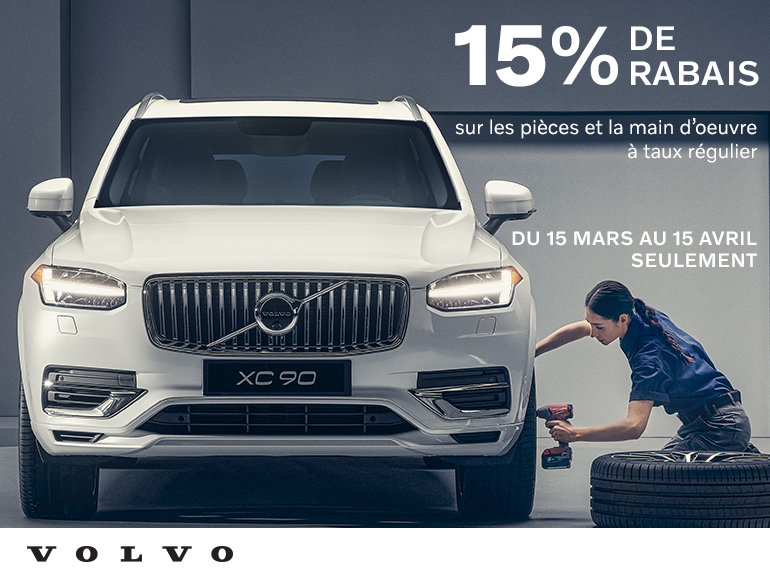 15% DE
RABAIS
sur les pièces et la main d'oeuvre
à taux régulier
DU 15 MARS AU 15 AVRIL
SEULEMENT
VOLVO
XC 90
VOLVO